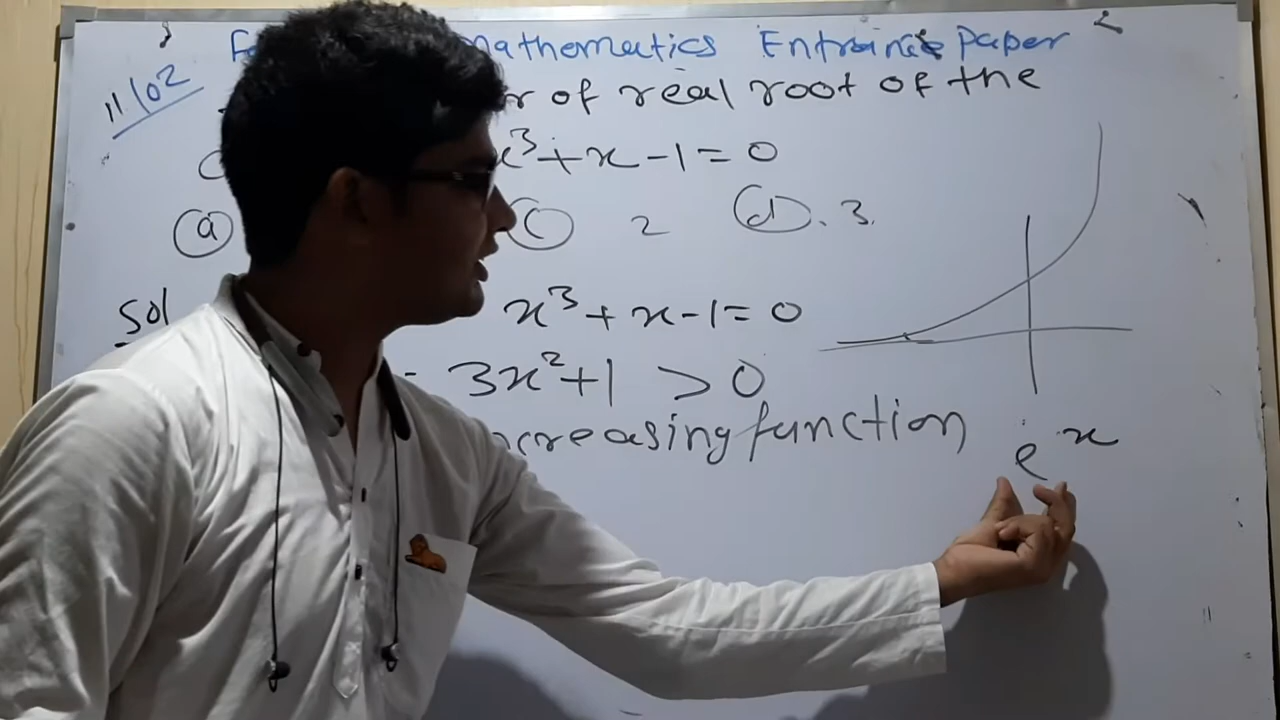 Mathematics Entrance Paper
11/02
r of real root of the
x³+x-1=0
(a) (c) 2 (d). 3.
Sol x³+x-1=0
= 3x²+1 > 0
ncreasing function
e^x